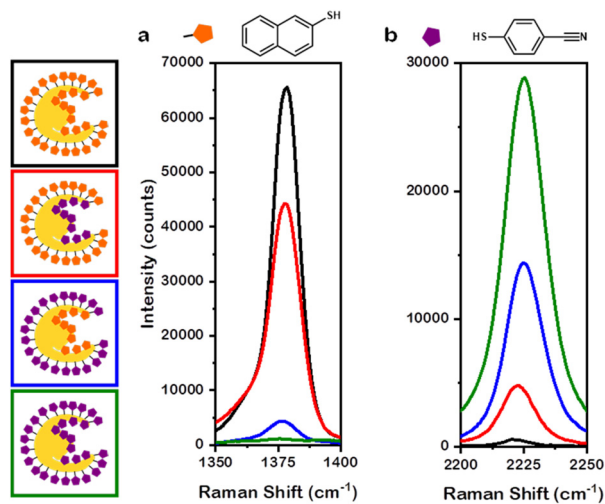 a
SH
b
HS
N
70000
60000
50000
40000
30000
20000
10000
0
Intensity (counts)
1350
1375
1400
Raman Shift (cm⁻¹)
30000
20000
10000
0
2200
2225
2250
Raman Shift (cm⁻¹)